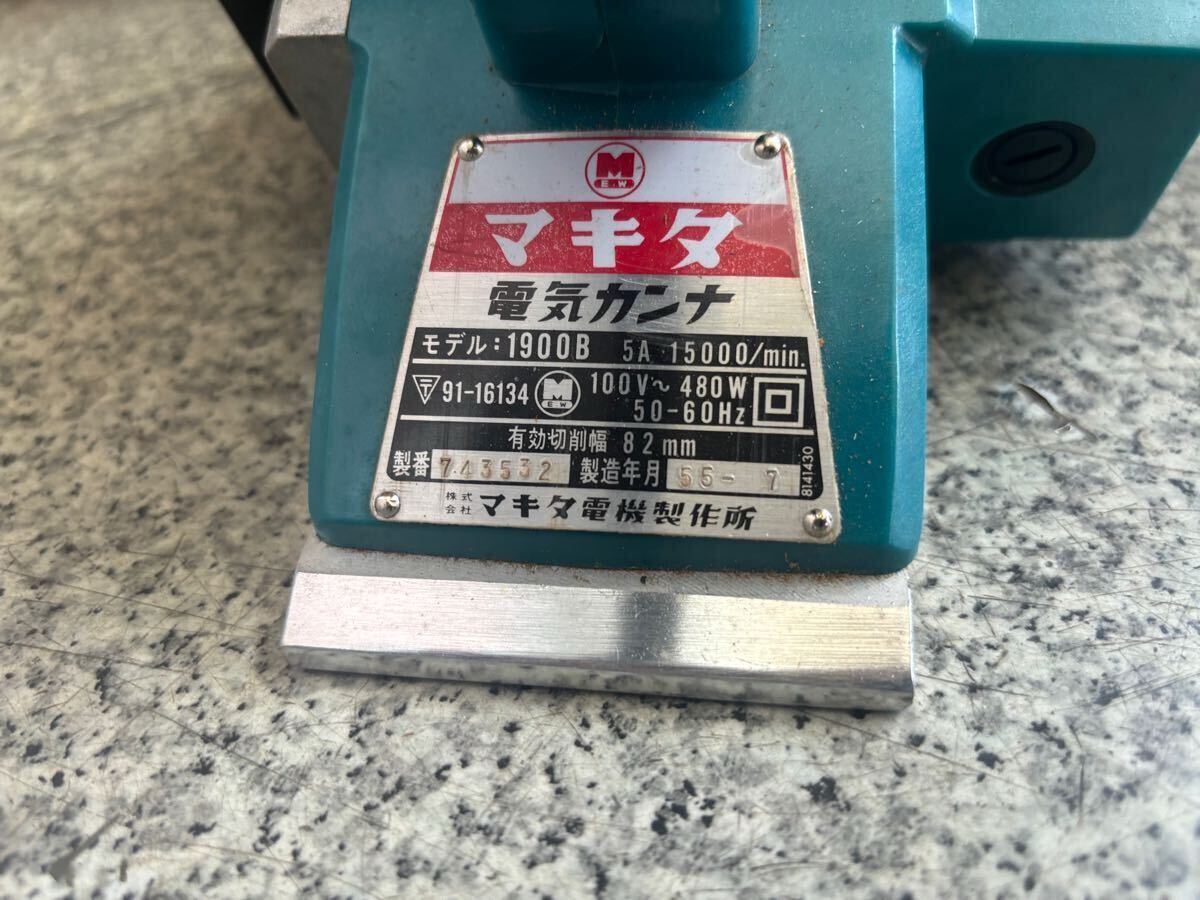 M
E.W
マキタ
電気カンナ
モデル:1900B 5A 15000/min.
〒 91-16134 M E.W 100V~ 480W
50-60Hz
有効切削幅 82mm
製番 743532 製造年月 55- 7
8141430
株式会社 マキタ電機製作所